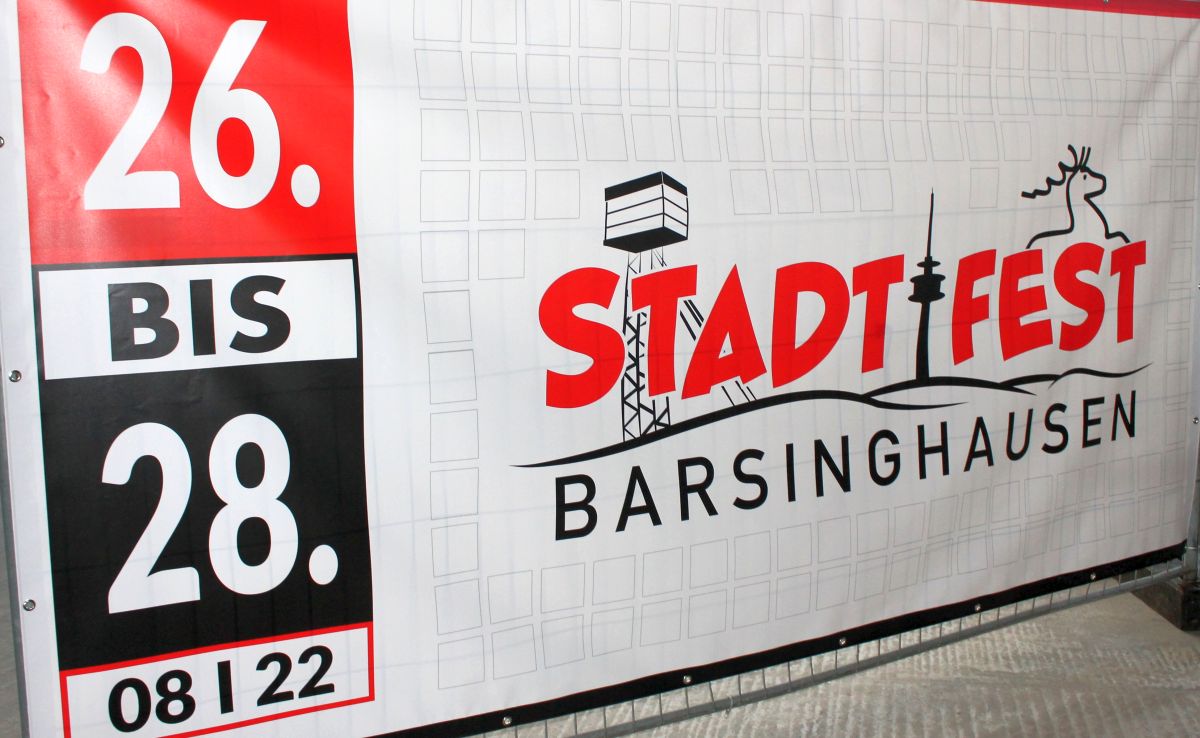 26.
BIS
28.
08 | 22
STADTFEST
BARSINGHAUSEN